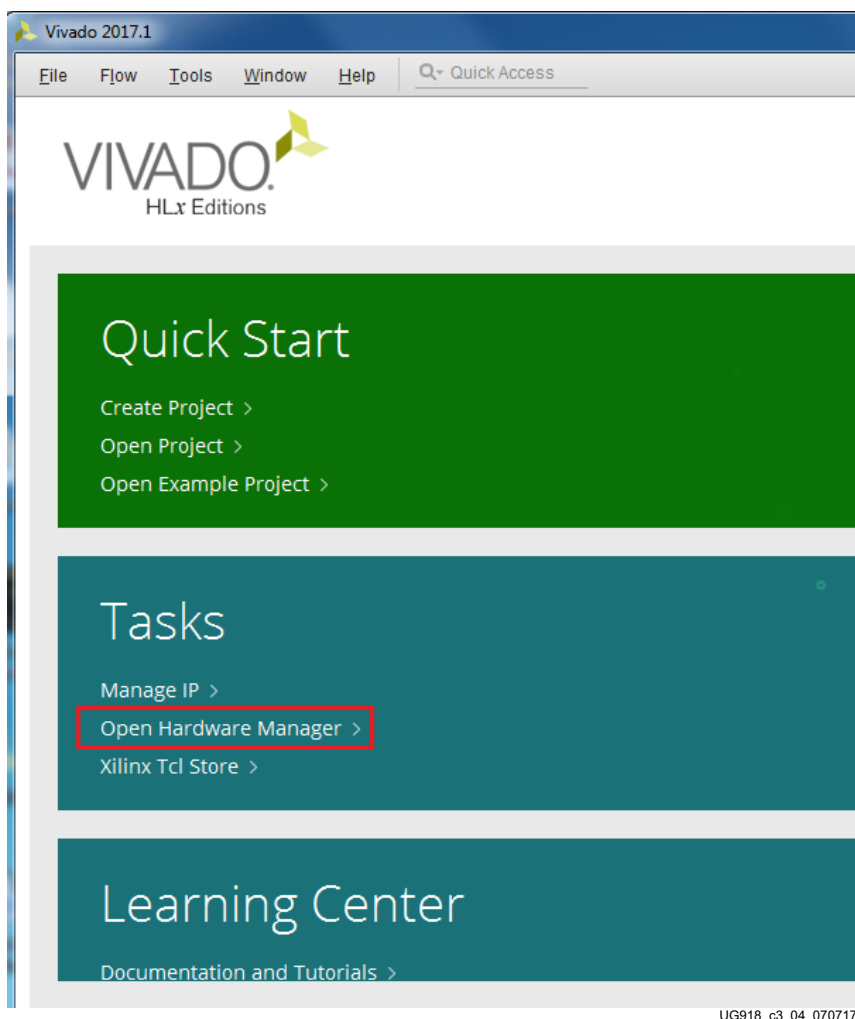 Vivado 2017.1
File Flow Tools Window Help Quick Access
VIVADO.
HLx Editions
Quick Start
Create Project >
Open Project >
Open Example Project >
Tasks
Manage IP >
Open Hardware Manager >
Xilinx Tcl Store >
Learning Center
Documentation and Tutorials >
UG918_c3_04_070717